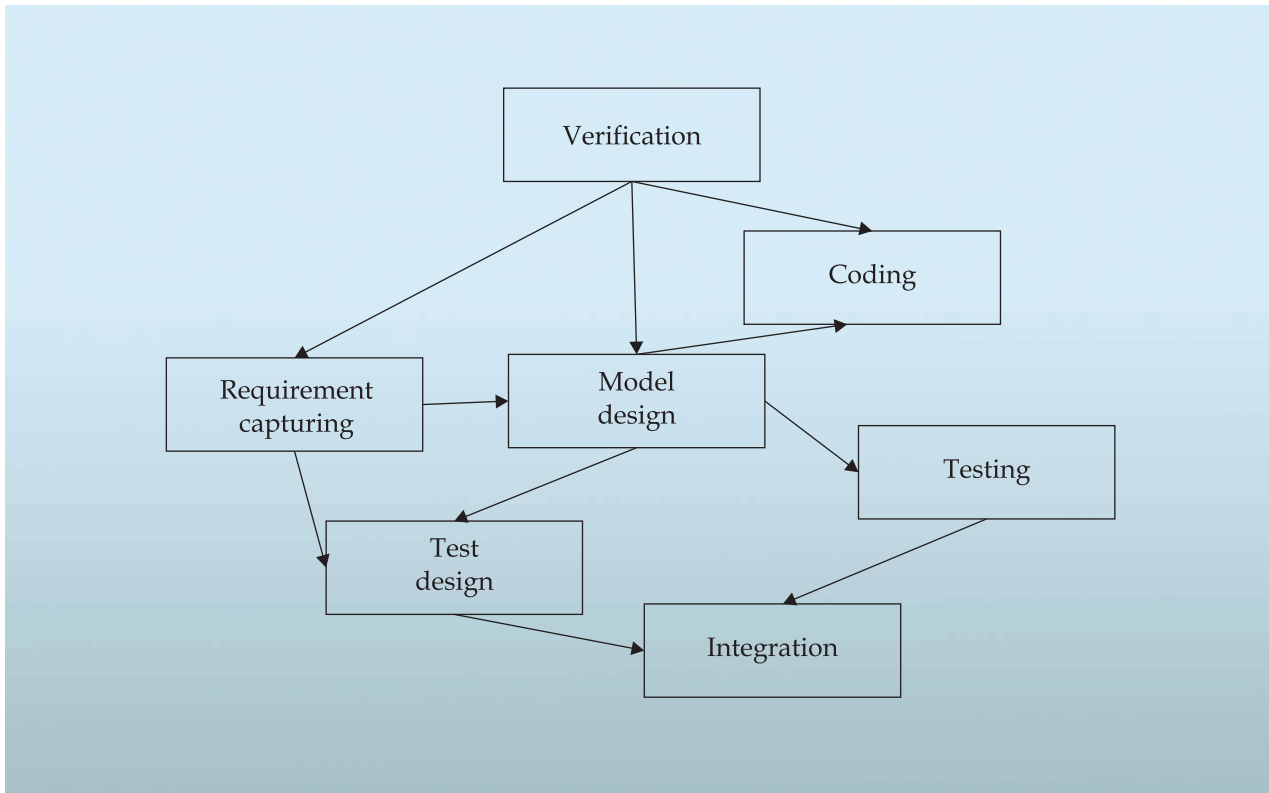 Verification
Coding
Requirement
capturing
Model
design
Testing
Test
design
Integration